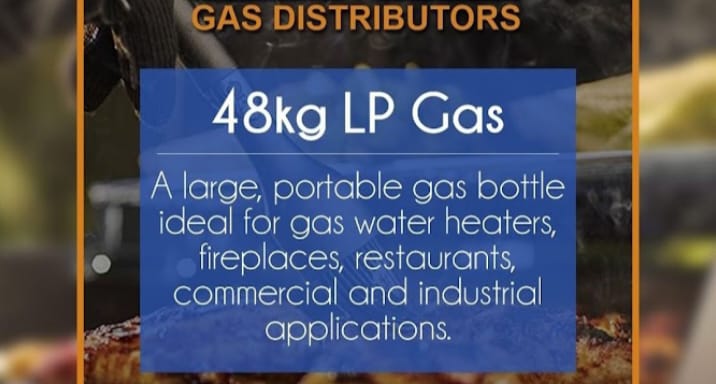 GAS DISTRIBUTORS
48kg LP Gas
A large, portable gas bottle
ideal for gas water heaters,
fireplaces, restaurants,
commercial and industrial
applications.